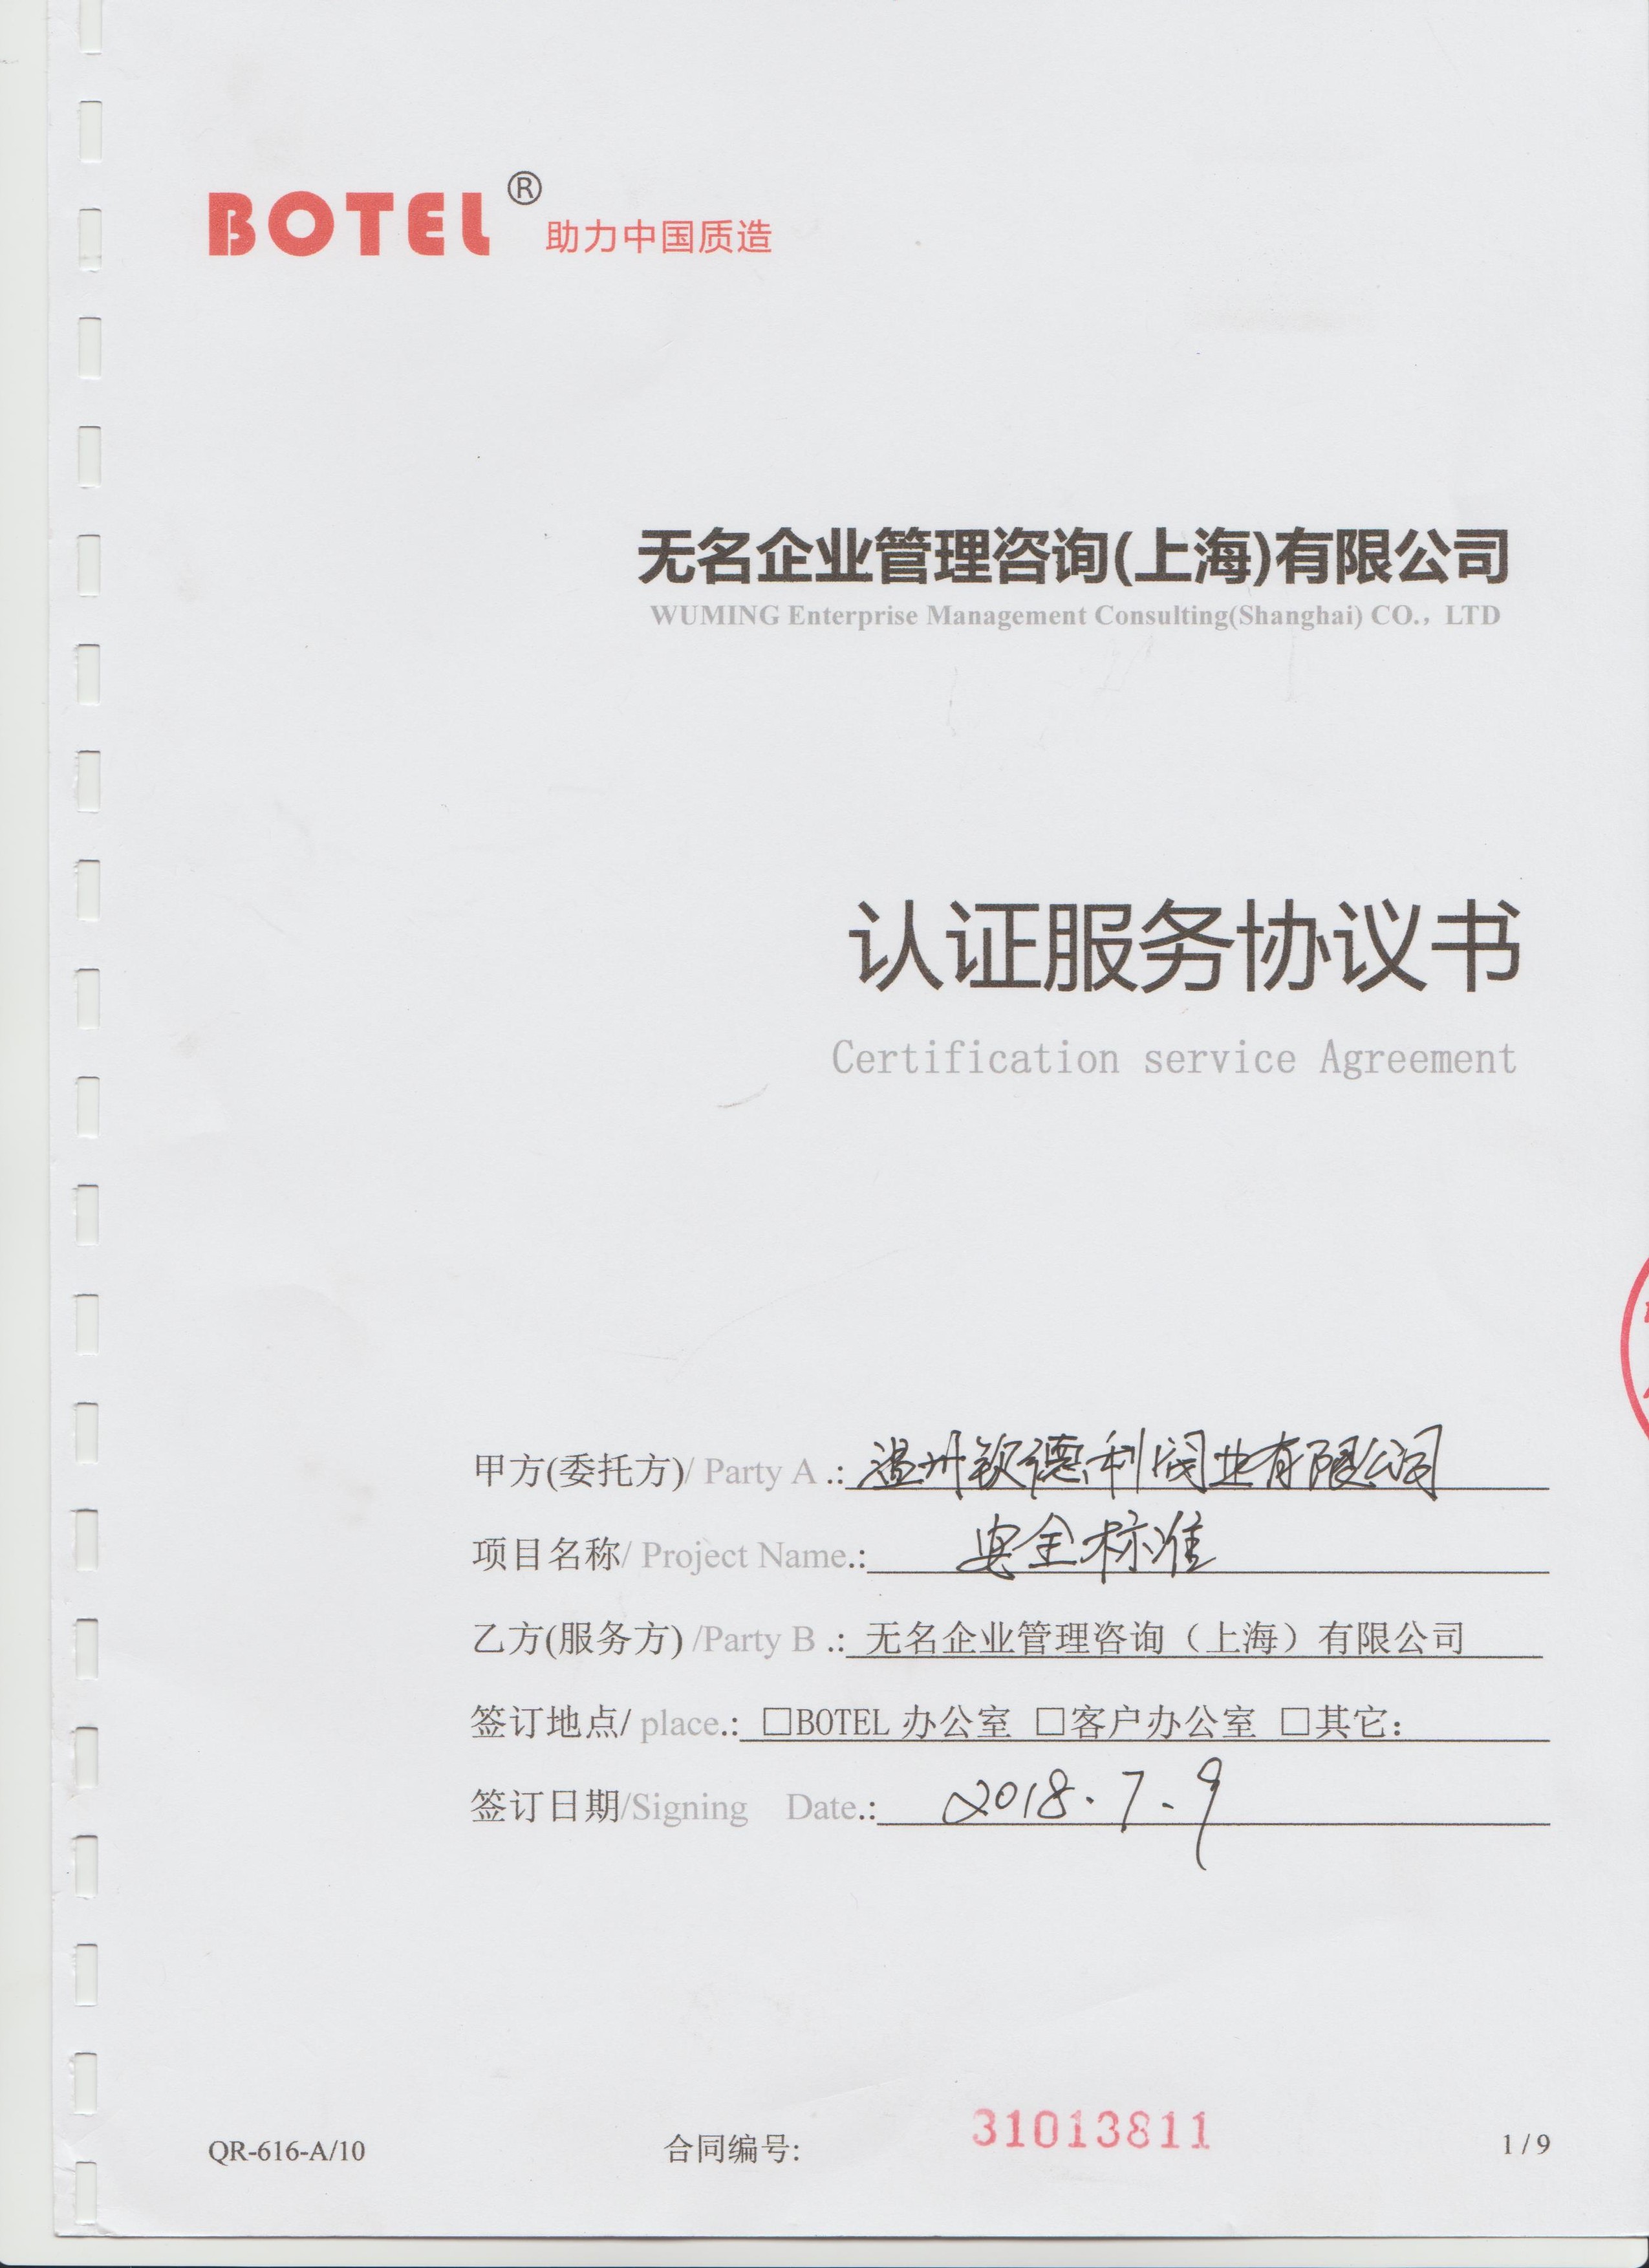 BOTEL® 助力中国质造
无名企业管理咨询(上海)有限公司
WUMING Enterprise Management Consulting(Shanghai) CO., LTD
认证服务协议书
Certification service Agreement
甲方(委托方)/ Party A .: 温州钦德利阀业有限公司
项目名称/ Project Name.: 安全标准
乙方(服务方) /Party B .: 无名企业管理咨询（上海）有限公司
签订地点/ place.: □BOTEL 办公室 □客户办公室 □其它:
签订日期/Signing Date.: 2018.7.9
QR-616-A/10 合同编号: 31013811 1 / 9